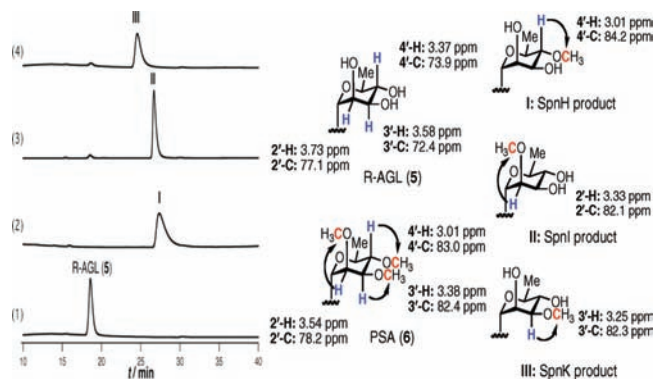 III
(4)
II
(3)
I
(2)
R-AGL (5)
(1)
10 15 20 25 30 35 40
t/ min
4′-H: 3.37 ppm
4′-C: 73.9 ppm
H
HO
Me
OH
OH
H
H
3′-H: 3.58 ppm
3′-C: 72.4 ppm
2′-H: 3.73 ppm
2′-C: 77.1 ppm
R-AGL (5)
4′-H: 3.01 ppm
4′-C: 83.0 ppm
H
H₃CO
Me
OCH₃
OCH₃
H
H
3′-H: 3.38 ppm
3′-C: 82.4 ppm
2′-H: 3.54 ppm
2′-C: 78.2 ppm
PSA (6)
4′-H: 3.01 ppm
4′-C: 84.2 ppm
HO
H
Me
OCH₃
OH
I: SpnH product
H₃CO
Me
OH
OH
H
2′-H: 3.33 ppm
2′-C: 82.1 ppm
II: SpnI product
HO
Me
OH
OCH₃
H
3′-H: 3.25 ppm
3′-C: 82.3 ppm
III: SpnK product